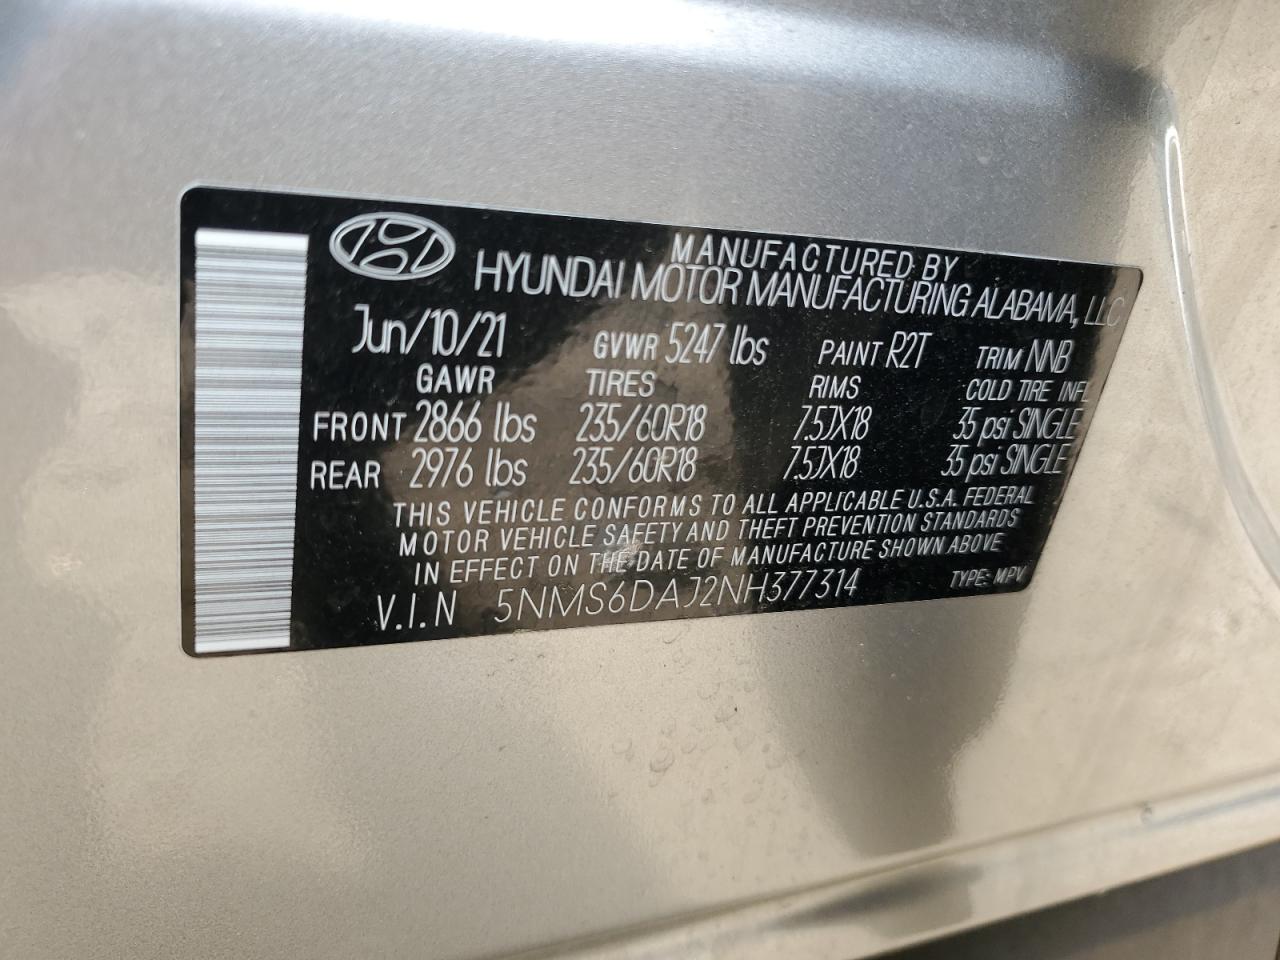 MANUFACTURED BY
HYUNDAI MOTOR MANUFACTURING ALABAMA, LLC
Jun/10/21 GVWR 5247 lbs PAINT R2T TRIM NNB
GAWR TIRES RIMS COLD TIRE INFL
FRONT 2866 lbs 235/60R18 7.5JX18 35 psi SINGLE
REAR 2976 lbs 235/60R18 7.5JX18 35 psi SINGLE
THIS VEHICLE CONFORMS TO ALL APPLICABLE U.S.A. FEDERAL
MOTOR VEHICLE SAFETY AND THEFT PREVENTION STANDARDS
IN EFFECT ON THE DATE OF MANUFACTURE SHOWN ABOVE
V.I.N 5NMS6DAJ2NH377314 TYPE: MPV